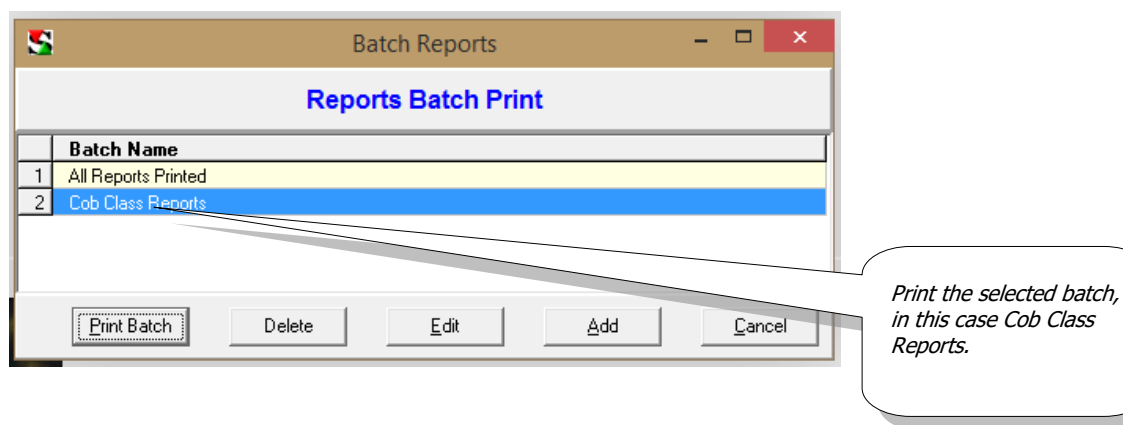 Batch Reports
Reports Batch Print
Batch Name
1 All Reports Printed
2 Cob Class Reports
Print Batch Delete Edit Add Cancel
Print the selected batch,
in this case Cob Class
Reports.